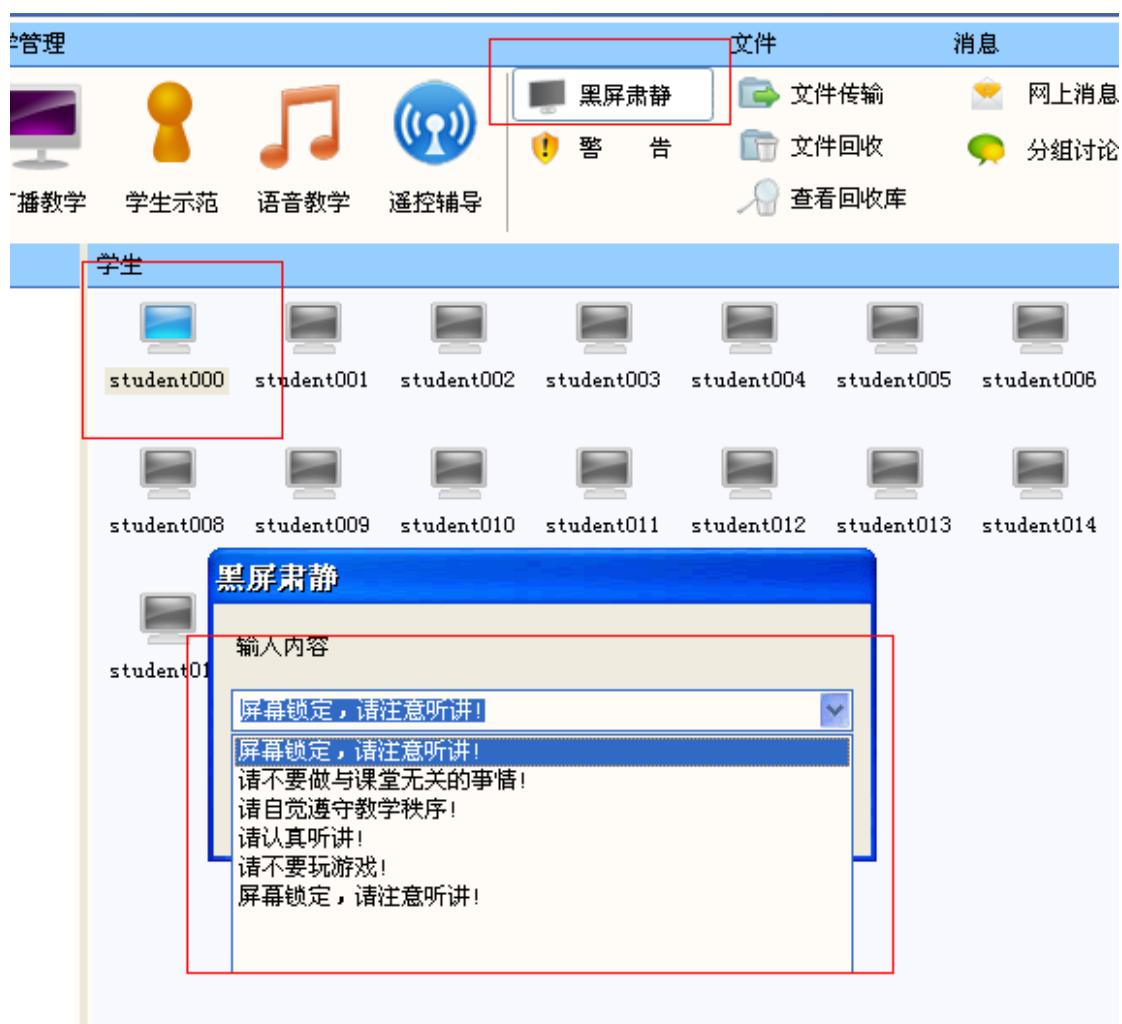 学管理
文件
消息
黑屏肃静
文件传输
网上消息
警 告
文件回收
分组讨论
广播教学
学生示范
语音教学
遥控辅导
查看回收库
学生
student000
student001
student002
student003
student004
student005
student006
student008
student009
student010
student011
student012
student013
student014
student01
黑屏肃静
输入内容
屏幕锁定，请注意听讲!
屏幕锁定，请注意听讲!
请不要做与课堂无关的事情!
请自觉遵守教学秩序!
请认真听讲!
请不要玩游戏!
屏幕锁定，请注意听讲!